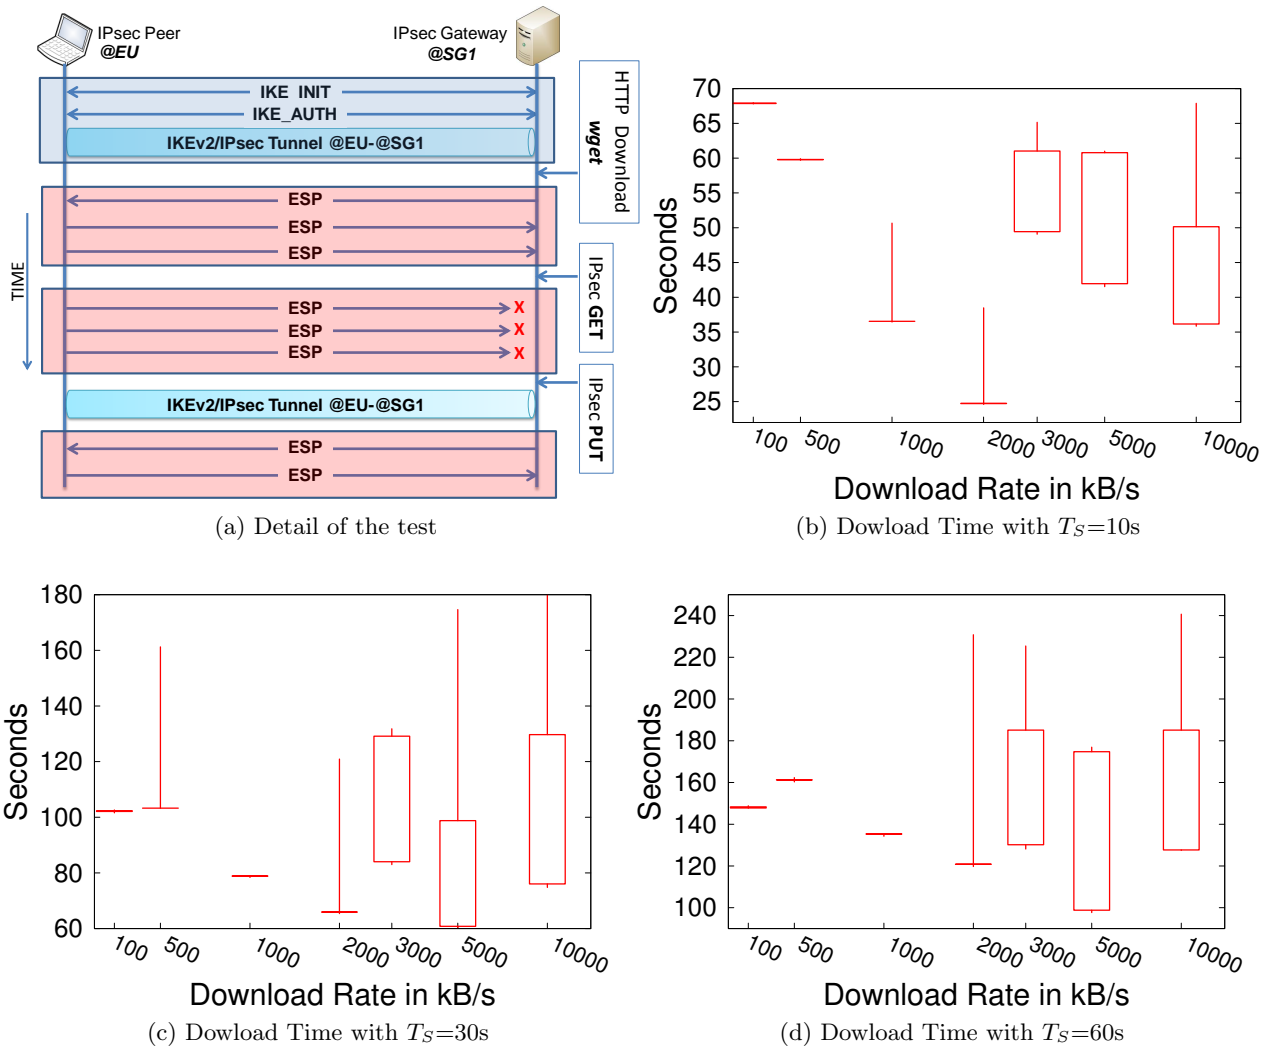 IPsec Peer
@EU
IPsec Gateway
@SG1
IKE INIT
IKE_AUTH
IKEv2/IPsec Tunnel @EU-@SG1
HTTP Download
wget
ESP
ESP
ESP
TIME
IPsec GET
ESP X
ESP X
ESP X
IPsec PUT
IKEv2/IPsec Tunnel @EU-@SG1
ESP
ESP
(a) Detail of the test
70
65
60
55
50
45
40
35
30
25
Seconds
100 500 1000 2000 3000 5000 10000
Download Rate in kB/s
(b) Dowload Time with TS=10s
180
160
140
120
100
80
60
Seconds
100 500 1000 2000 3000 5000 10000
Download Rate in kB/s
(c) Dowload Time with TS=30s
240
220
200
180
160
140
120
100
Seconds
100 500 1000 2000 3000 5000 10000
Download Rate in kB/s
(d) Dowload Time with TS=60s